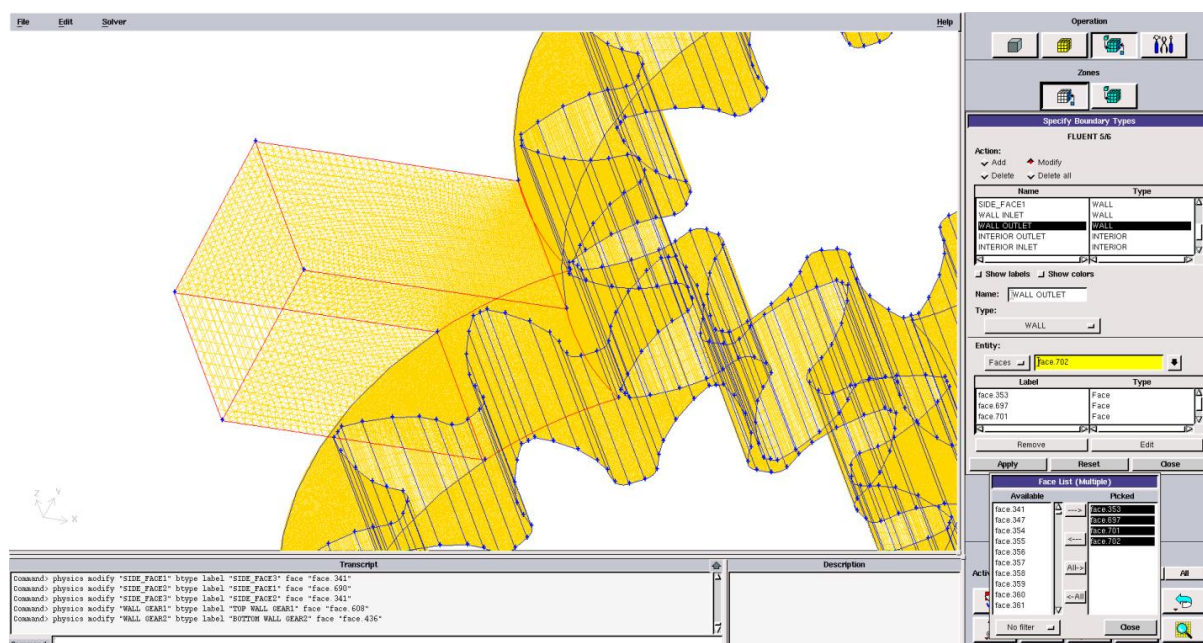 File Edit Solver Help
Operation
Zones
Specify Boundary Types
FLUENT 5/6
Action:
Add Modify
Delete Delete all
Name Type
SIDE_FACE1 WALL
WALL INLET WALL
WALL OUTLET WALL
INTERIOR OUTLET INTERIOR
INTERIOR INLET INTERIOR
Show labels Show colors
Name: WALL OUTLET
Type:
WALL
Entity:
Faces face.702
Label Type
face.353 Face
face.697 Face
face.701 Face
Remove Edit
Apply Reset Close
Face List (Multiple)
Available Picked
face.341 ---> face.353
face.347 face.697
face.354 face.701
face.355 <--- face.702
face.356
face.357
face.358 All->
face.359
face.360 <-All
face.361
No filter Close
All
Z Y X
Transcript Description
Command> physics modify "SIDE_FACE1" btype label "SIDE_FACE3" face "face.341"
Command> physics modify "SIDE_FACE2" btype label "SIDE_FACE1" face "face.690"
Command> physics modify "SIDE_FACE3" btype label "SIDE_FACE2" face "face.341"
Command> physics modify "WALL GEAR1" btype label "TOP WALL GEAR1" face "face.608"
Command> physics modify "WALL GEAR2" btype label "BOTTOM WALL GEAR2" face "face.436"